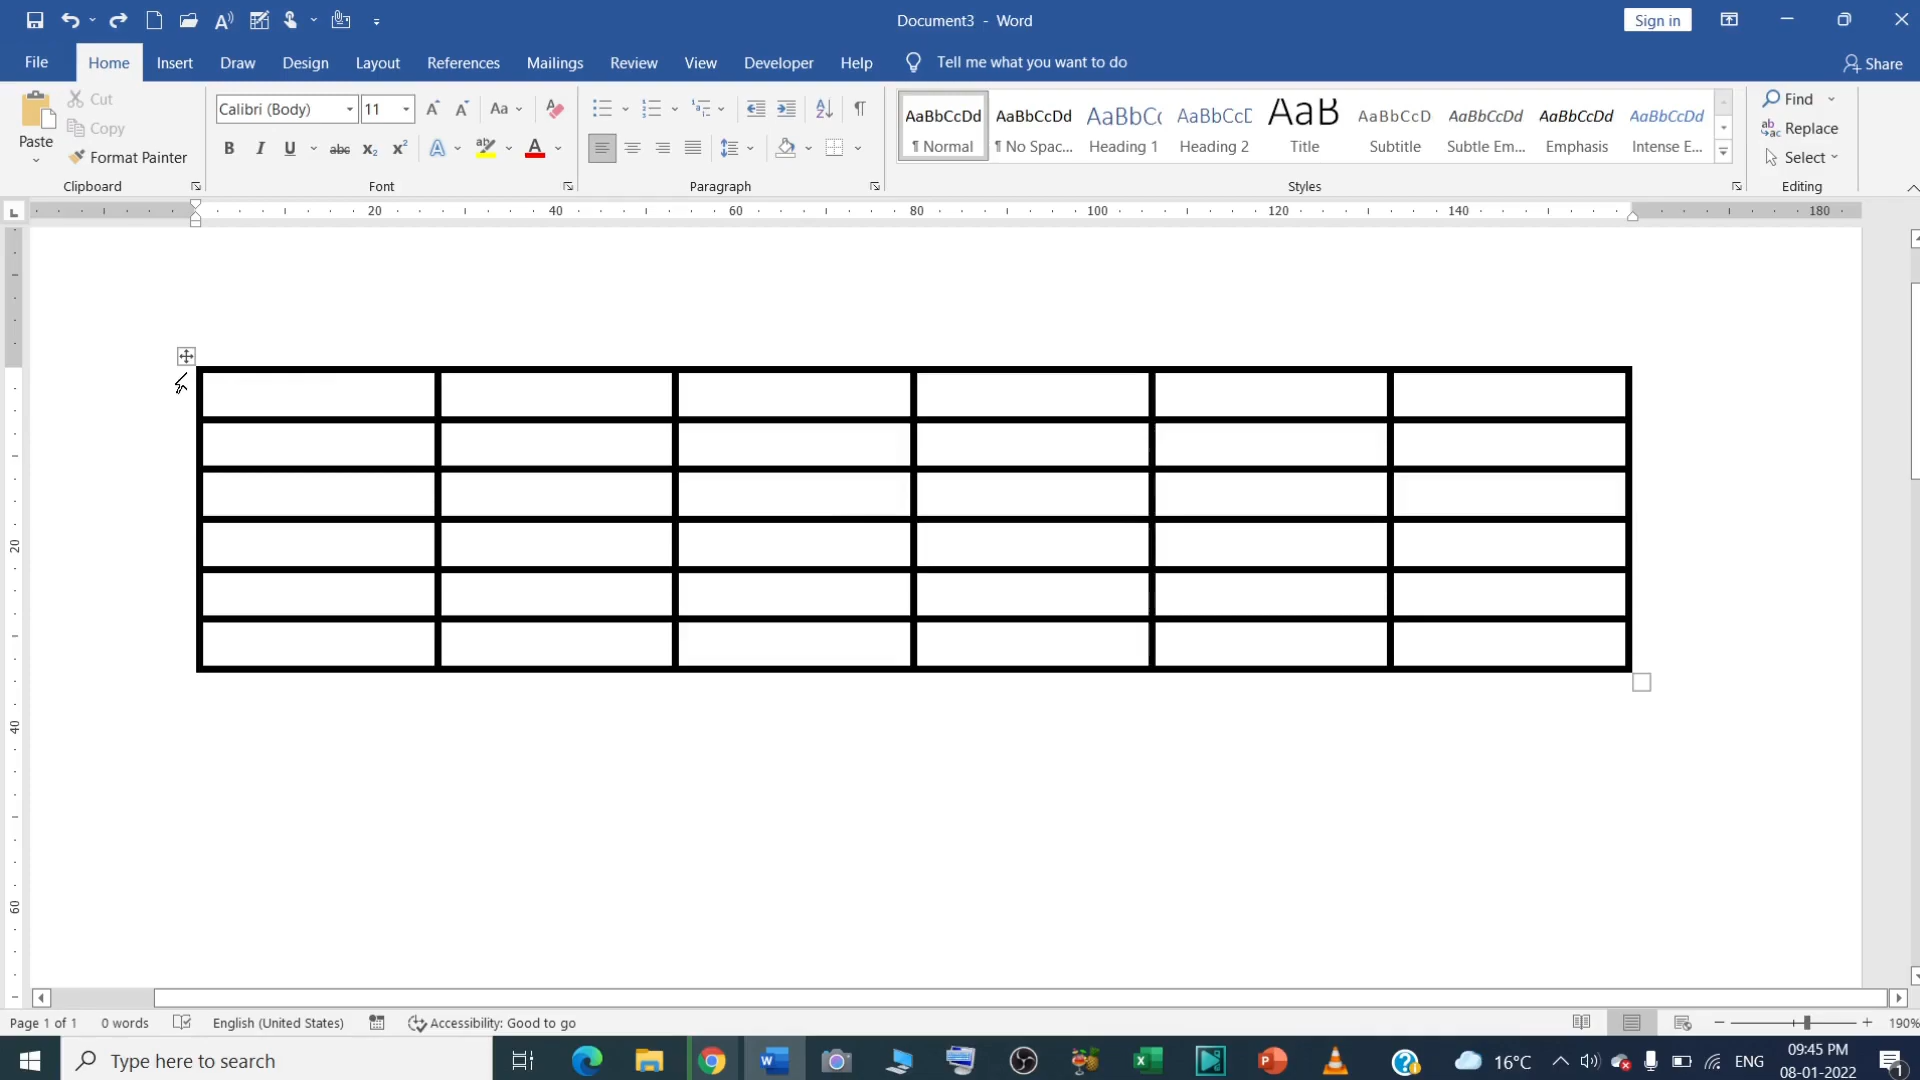 Document3 - Word
Sign in
File Home Insert Draw Design Layout References Mailings Review View Developer Help Tell me what you want to do
Share
Paste
Cut
Copy
Format Painter
Clipboard
Calibri (Body) 11
Aa
B I U abc x₂ x² A ab A
Font
Paragraph
AaBbCcDd AaBbCcDd AaBbCc AaBbCcD AaB AaBbCcD AaBbCcDd AaBbCcDd AaBbCcDd
¶ Normal ¶ No Spac... Heading 1 Heading 2 Title Subtitle Subtle Em... Emphasis Intense E...
Styles
Find
Replace
Select
Editing
20 40 60 80 100 120 140 180
20
40
60
Page 1 of 1 0 words English (United States) Accessibility: Good to go
190%
Type here to search
16°C
ENG
09:45 PM
08-01-2022
1